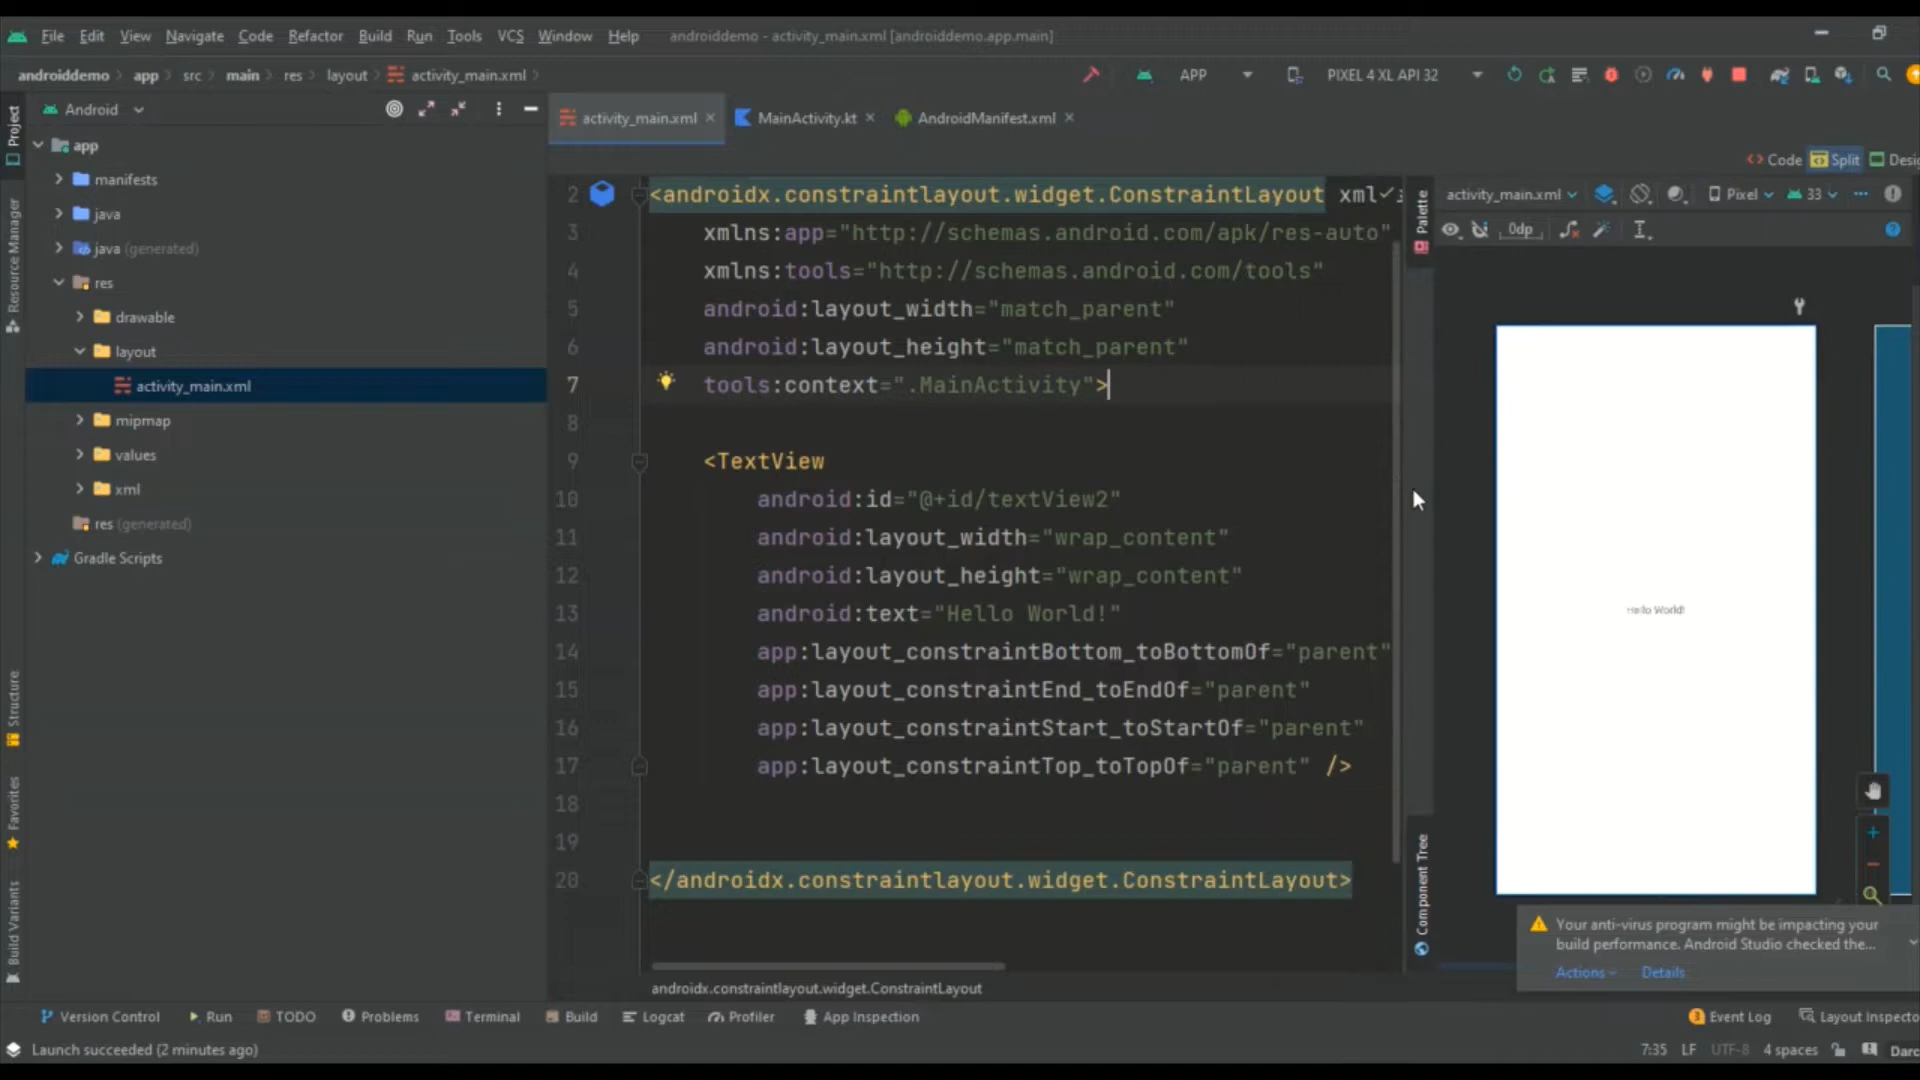 File Edit View Navigate Code Refactor Build Run Tools VCS Window Help androiddemo - activity_main.xml [androiddemo.app.main]
androiddemo app src main res layout activity_main.xml
APP PIXEL 4 XL API 32
Project
Android
activity_main.xml MainActivity.kt AndroidManifest.xml
Code Split
app
manifests
java
java (generated)
res
drawable
layout
activity_main.xml
mipmap
values
xml
res (generated)
Gradle Scripts
Resource Manager
Structure
Favorites
Build Variants
2 <androidx.constraintlayout.widget.ConstraintLayout xml
3 xmlns:app="http://schemas.android.com/apk/res-auto"
4 xmlns:tools="http://schemas.android.com/tools"
5 android:layout_width="match_parent"
6 android:layout_height="match_parent"
7 tools:context=".MainActivity">
8
9 <TextView
10 android:id="@+id/textView2"
11 android:layout_width="wrap_content"
12 android:layout_height="wrap_content"
13 android:text="Hello World!"
14 app:layout_constraintBottom_toBottomOf="parent"
15 app:layout_constraintEnd_toEndOf="parent"
16 app:layout_constraintStart_toStartOf="parent"
17 app:layout_constraintTop_toTopOf="parent" />
18
19
20 </androidx.constraintlayout.widget.ConstraintLayout>
androidx.constraintlayout.widget.ConstraintLayout
Palette
Component Tree
activity_main.xml Pixel 33
0dp
Hello World!
Your anti-virus program might be impacting your
build performance. Android Studio checked the...
Actions Details
Version Control Run TODO Problems Terminal Build Logcat Profiler App Inspection Event Log Layout Inspecto
Launch succeeded (2 minutes ago) 7:35 LF UTF-8 4 spaces Darc